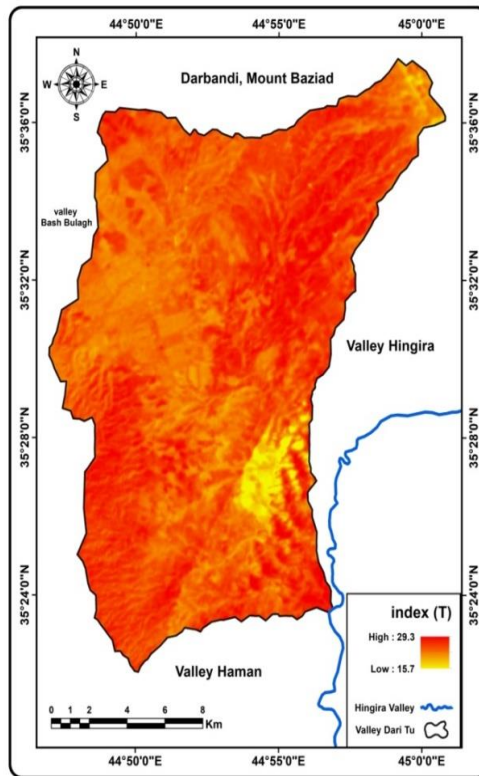 44°50'0"E 44°55'0"E 45°0'0"E
N
W E
S
Darbandi, Mount Baziad
35°36'0"N 35°36'0"N
valley
Bash Bulagh
35°32'0"N 35°32'0"N
Valley Hingira
35°28'0"N 35°28'0"N
35°24'0"N 35°24'0"N
index (T)
High : 29.3
Low : 15.7
Hingira Valley
Valley Dari Tu
Valley Haman
0 1 2 4 6 8
Km
44°50'0"E 44°55'0"E 45°0'0"E